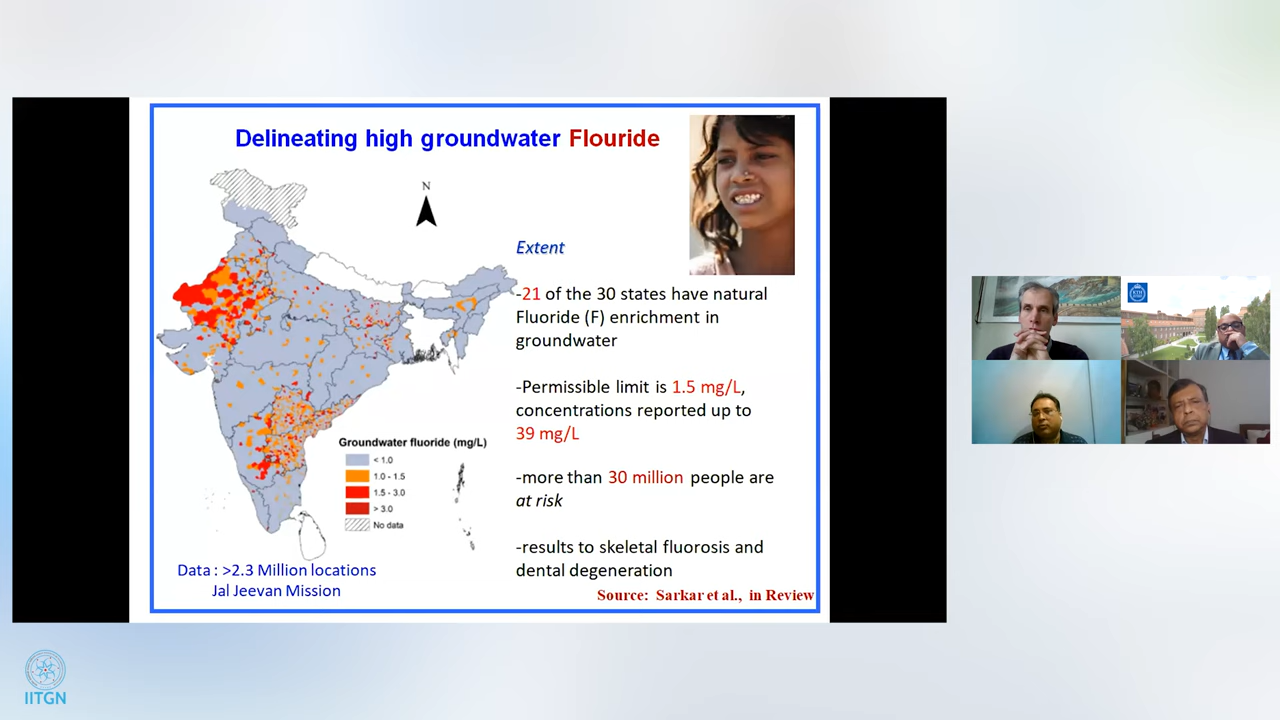 Delineating high groundwater Flouride
N
Extent
-21 of the 30 states have natural
Fluoride (F) enrichment in
groundwater
-Permissible limit is 1.5 mg/L,
concentrations reported up to
39 mg/L
-more than 30 million people are
at risk
-results to skeletal fluorosis and
dental degeneration
Groundwater fluoride (mg/L)
< 1.0
1.0 - 1.5
1.5 - 3.0
> 3.0
No data
Data : >2.3 Million locations
Jal Jeevan Mission
Source: Sarkar et al., in Review
KTH
IITGN